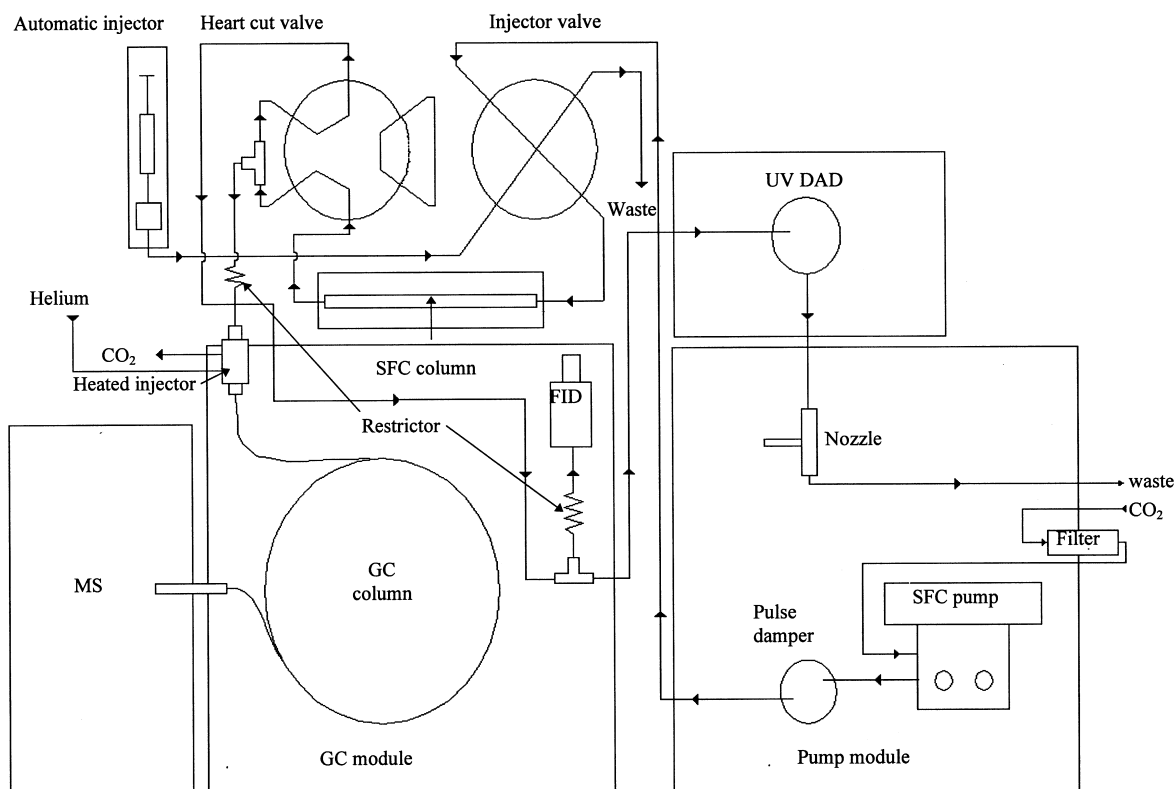 Automatic injector
Heart cut valve
Injector valve
UV DAD
Waste
Helium
CO₂
Heated injector
SFC column
FID
Restrictor
Nozzle
waste
CO₂
Filter
MS
GC
column
SFC pump
Pulse
damper
GC module
Pump module